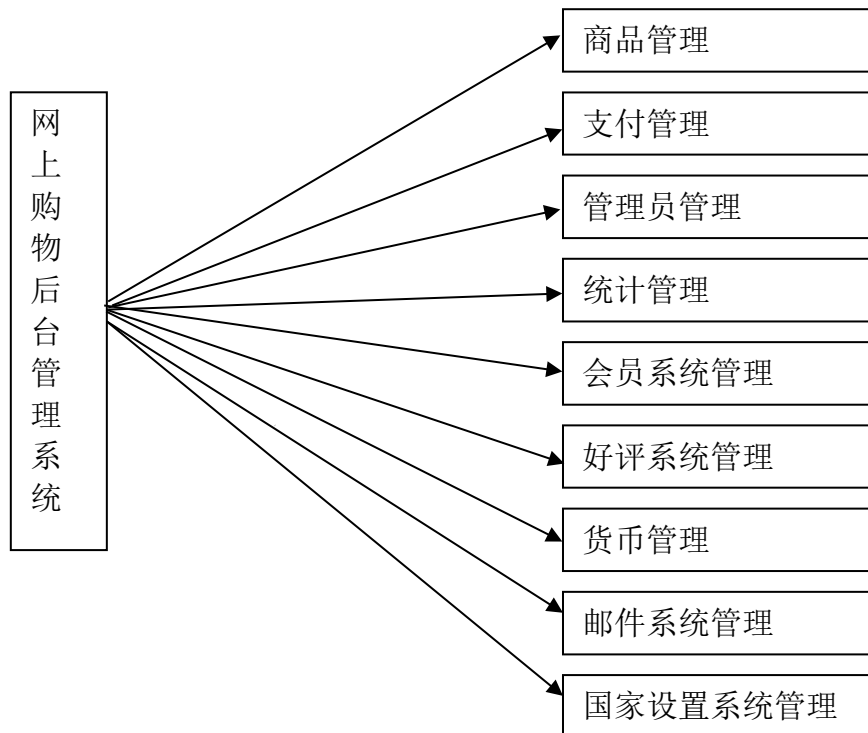 网上购物后台管理系统
商品管理
支付管理
管理员管理
统计管理
会员系统管理
好评系统管理
货币管理
邮件系统管理
国家设置系统管理